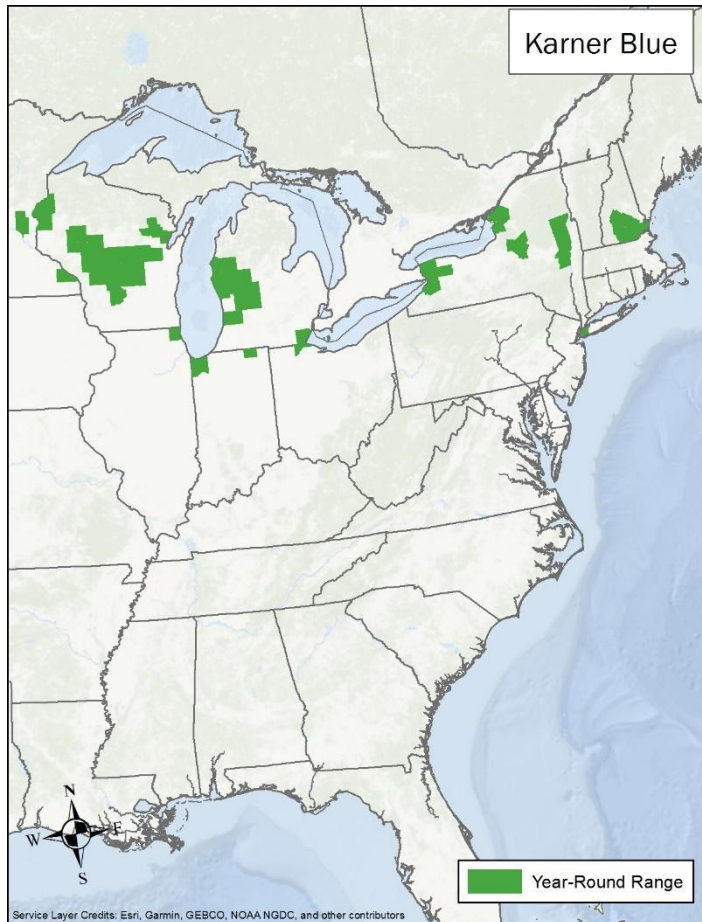 Karner Blue
N
W E
S
Year-Round Range
Service Layer Credits: Esri, Garmin, GEBCO, NOAA NGDC, and other contributors